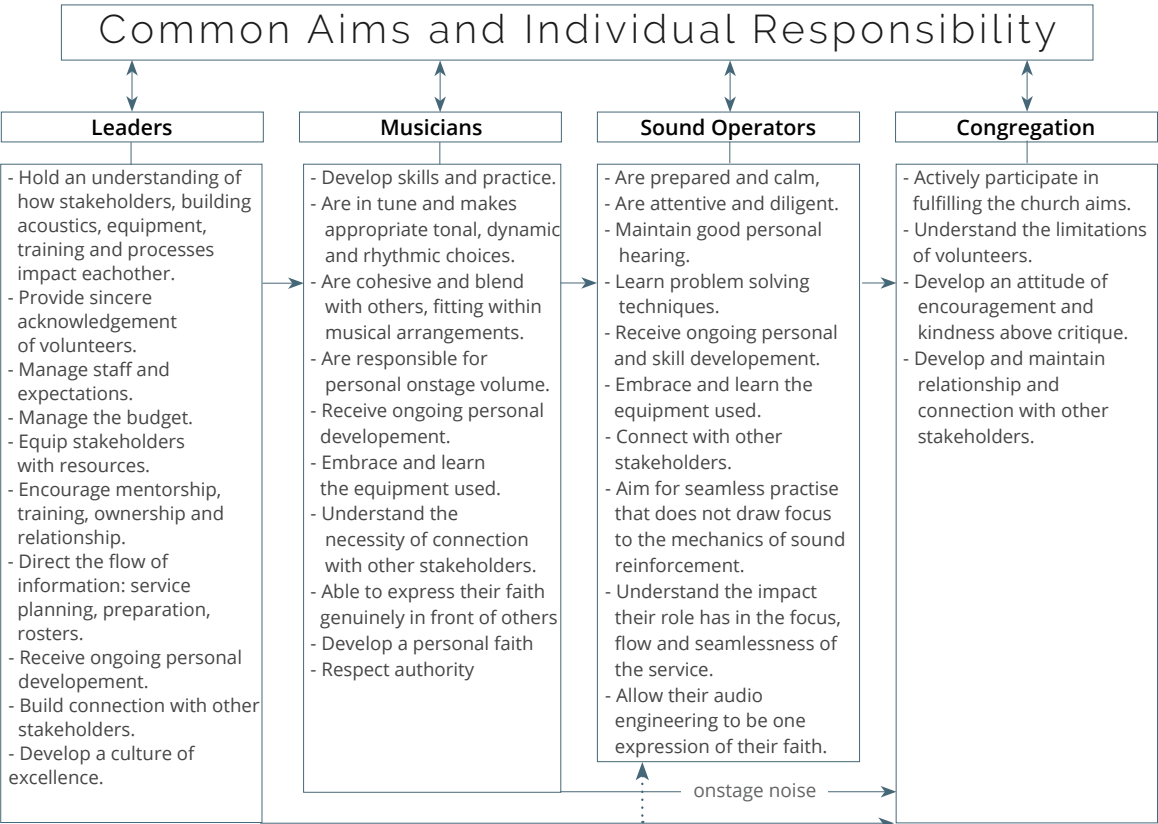 Common Aims and Individual Responsibility
Leaders
- Hold an understanding of
how stakeholders, building
acoustics, equipment,
training and processes
impact eachother.
- Provide sincere
acknowledgement
of volunteers.
- Manage staff and
expectations.
- Manage the budget.
- Equip stakeholders
with resources.
- Encourage mentorship,
training, ownership and
relationship.
- Direct the flow of
information: service
planning, preparation,
rosters.
- Receive ongoing personal
developement.
- Build connection with other
stakeholders.
- Develop a culture of
excellence.
Musicians
- Develop skills and practice.
- Are in tune and makes
appropriate tonal, dynamic
and rhythmic choices.
- Are cohesive and blend
with others, fitting within
musical arrangements.
- Are responsible for
personal onstage volume.
- Receive ongoing personal
developement.
- Embrace and learn
the equipment used.
- Understand the
necessity of connection
with other stakeholders.
- Able to express their faith
genuinely in front of others
- Develop a personal faith
- Respect authority
Sound Operators
- Are prepared and calm,
- Are attentive and diligent.
- Maintain good personal
hearing.
- Learn problem solving
techniques.
- Receive ongoing personal
and skill developement.
- Embrace and learn the
equipment used.
- Connect with other
stakeholders.
- Aim for seamless practise
that does not draw focus
to the mechanics of sound
reinforcement.
- Understand the impact
their role has in the focus,
flow and seamlessness of
the service.
- Allow their audio
engineering to be one
expression of their faith.
Congregation
- Actively participate in
fulfilling the church aims.
- Understand the limitations
of volunteers.
- Develop an attitude of
encouragement and
kindness above critique.
- Develop and maintain
relationship and
connection with other
stakeholders.
onstage noise